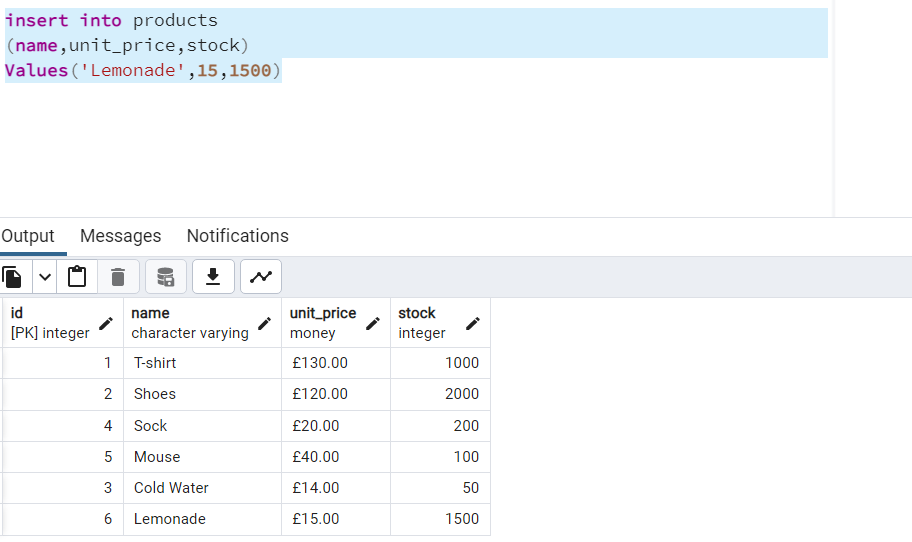 insert into products
(name,unit_price,stock)
Values('Lemonade',15,1500)
Output Messages Notifications
id name unit_price stock
[PK] integer character varying money integer
1 T-shirt £130.00 1000
2 Shoes £120.00 2000
4 Sock £20.00 200
5 Mouse £40.00 100
3 Cold Water £14.00 50
6 Lemonade £15.00 1500